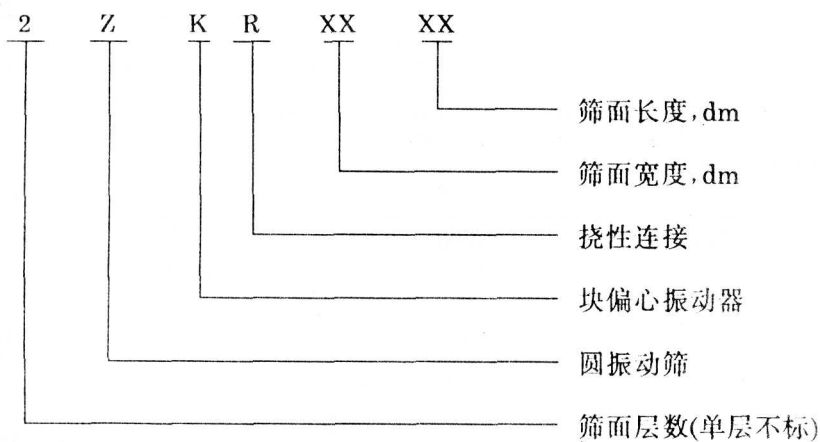 2 Z K R XX XX
筛面长度,dm
筛面宽度,dm
挠性连接
块偏心振动器
圆振动筛
筛面层数(单层不标)